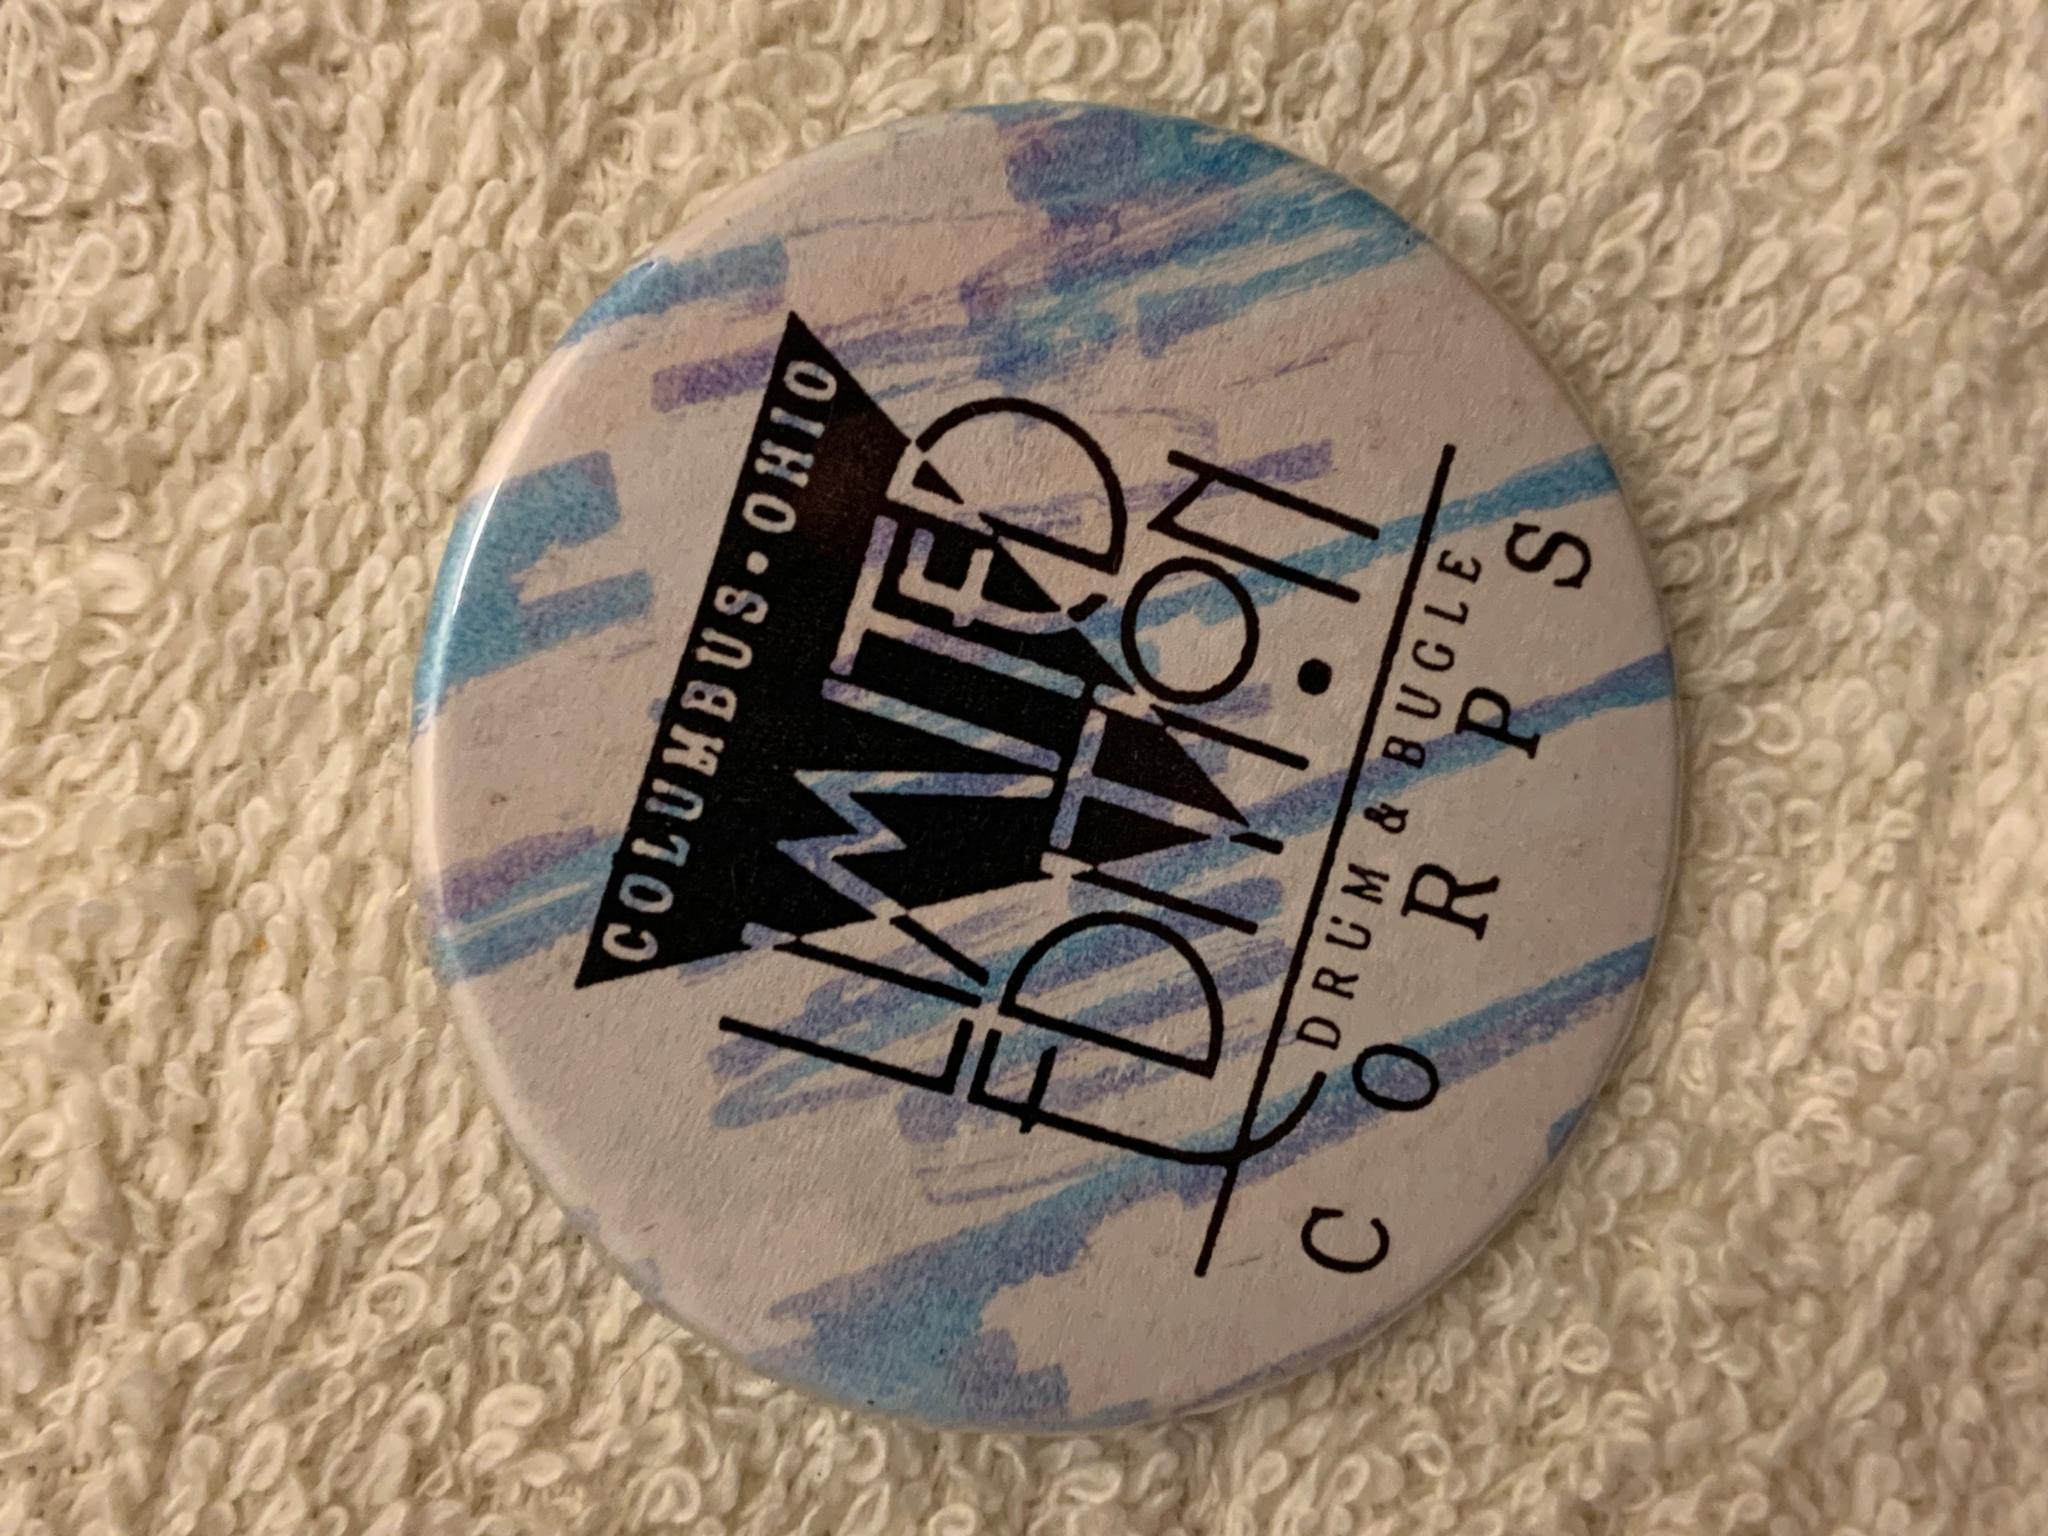 COLUMBUS • OHIO
LIMITED
EDITION
DRUM & BUGLE
CORPS